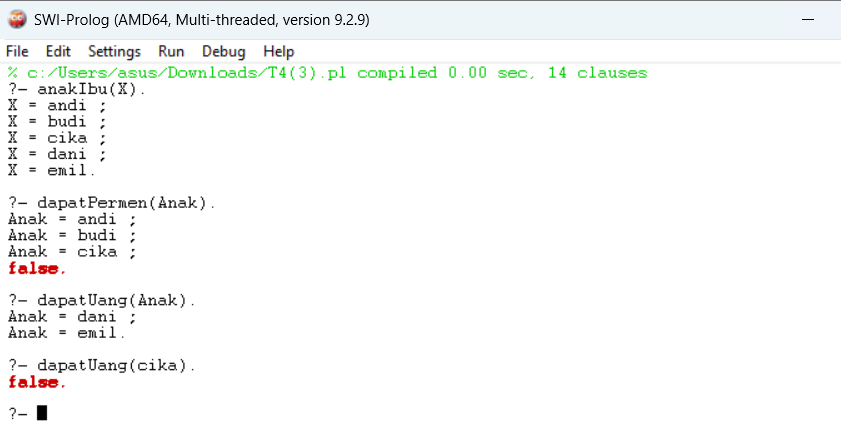 SWI-Prolog (AMD64, Multi-threaded, version 9.2.9)
File Edit Settings Run Debug Help
% c:/Users/asus/Downloads/T4(3).pl compiled 0.00 sec, 14 clauses
?- anakIbu(X).
X = andi ;
X = budi ;
X = cika ;
X = dani ;
X = emil.
?- dapatPermen(Anak).
Anak = andi ;
Anak = budi ;
Anak = cika ;
false.
?- dapatUang(Anak).
Anak = dani ;
Anak = emil.
?- dapatUang(cika).
false.
?-